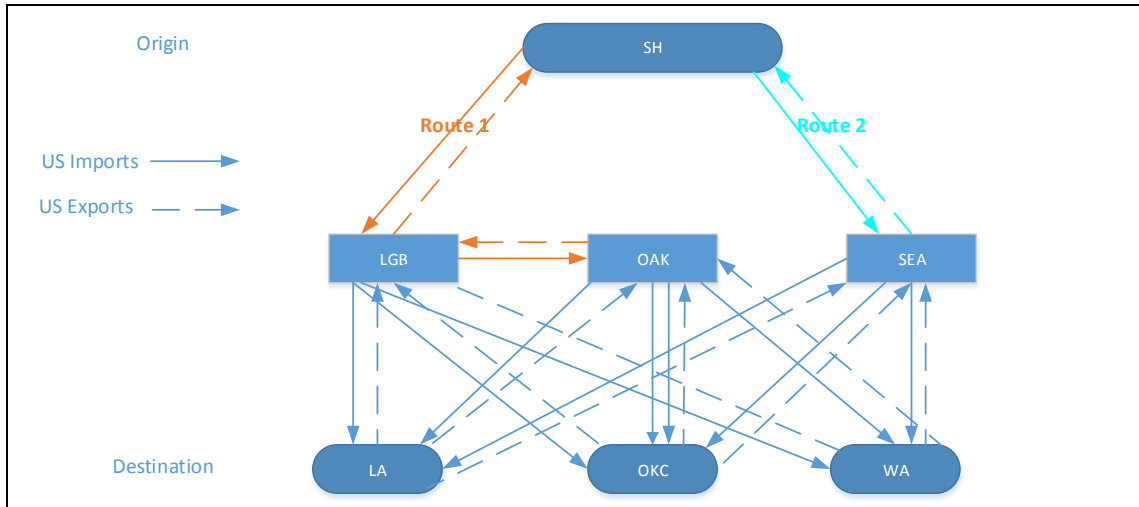 Origin
SH
Route 1
Route 2
US Imports
US Exports
LGB
OAK
SEA
Destination
LA
OKC
WA